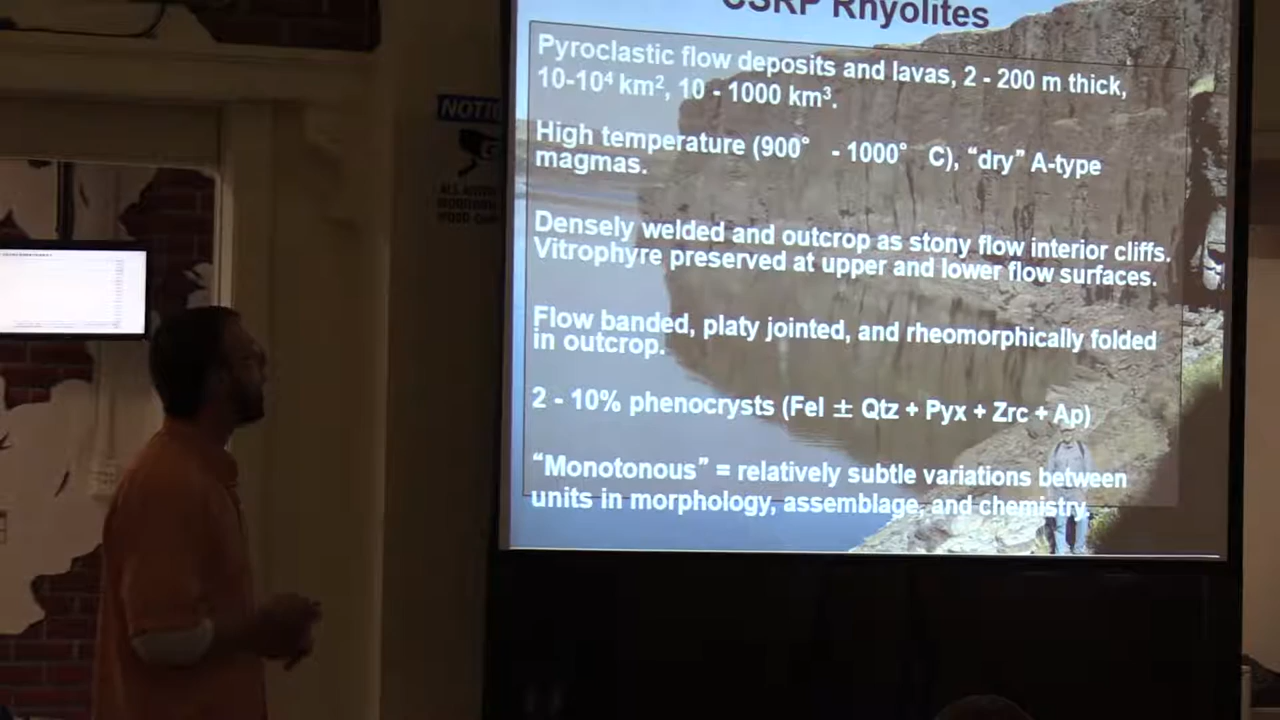 CSRP Rhyolites
Pyroclastic flow deposits and lavas, 2 - 200 m thick,
10-10⁴ km², 10 - 1000 km³.
High temperature (900° - 1000° C), “dry” A-type
magmas.
Densely welded and outcrop as stony flow interior cliffs.
Vitrophyre preserved at upper and lower flow surfaces.
Flow banded, platy jointed, and rheomorphically folded
in outcrop.
2 - 10% phenocrysts (Fel ± Qtz + Pyx + Zrc + Ap)
“Monotonous” = relatively subtle variations between
units in morphology, assemblage, and chemistry.
NOTI